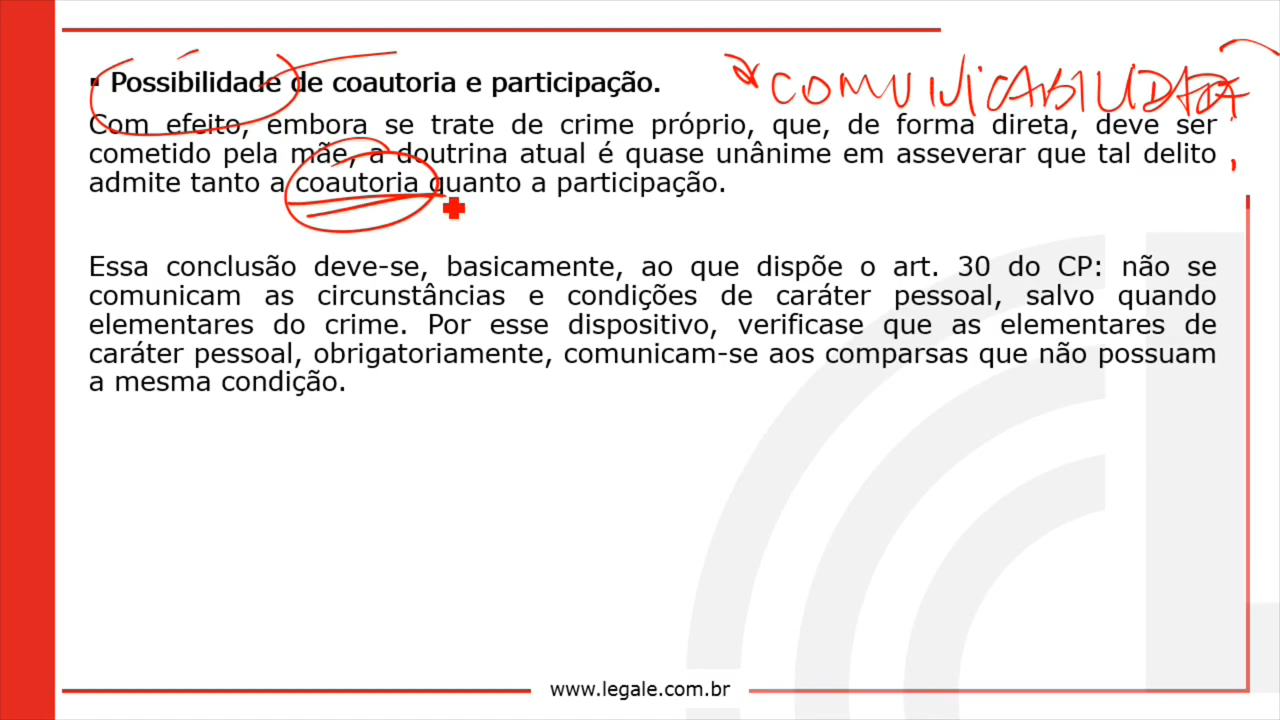 ▪ Possibilidade de coautoria e participação.
COMUNICABILIDADE
Com efeito, embora se trate de crime próprio, que, de forma direta, deve ser
cometido pela mãe, a doutrina atual é quase unânime em asseverar que tal delito
admite tanto a coautoria quanto a participação.
Essa conclusão deve-se, basicamente, ao que dispõe o art. 30 do CP: não se
comunicam as circunstâncias e condições de caráter pessoal, salvo quando
elementares do crime. Por esse dispositivo, verificase que as elementares de
caráter pessoal, obrigatoriamente, comunicam-se aos comparsas que não possuam
a mesma condição.
www.legale.com.br